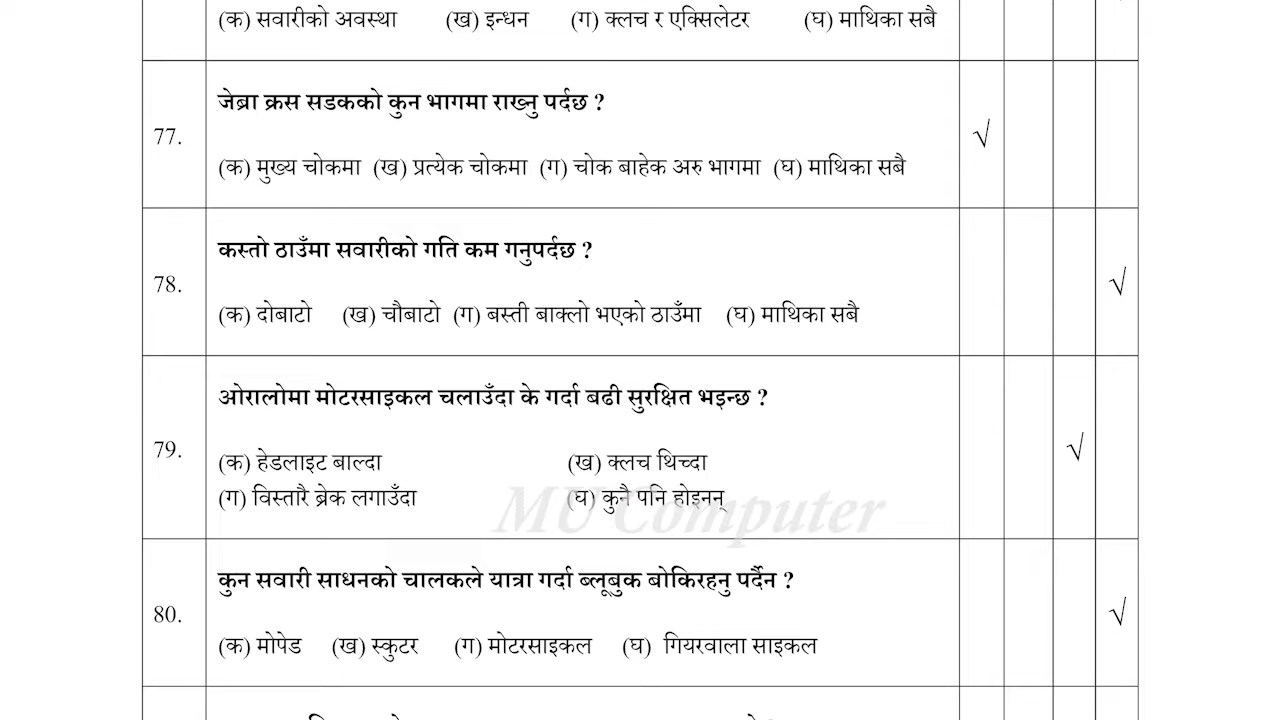 (क) सवारीको अवस्था (ख) इन्धन (ग) क्लच र एक्सिलेटर (घ) माथिका सबै
77. जेब्रा क्रस सडकको कुन भागमा राख्नु पर्दछ ? √
(क) मुख्य चोकमा (ख) प्रत्येक चोकमा (ग) चोक बाहेक अरु भागमा (घ) माथिका सबै
78. कस्तो ठाउँमा सवारीको गति कम गनुपर्दछ ? √
(क) दोबाटो (ख) चौबाटो (ग) बस्ती बाक्लो भएको ठाउँमा (घ) माथिका सबै
79. ओरालोमा मोटरसाइकल चलाउँदा के गर्दा बढी सुरक्षित भइन्छ ? √
(क) हेडलाइट बाल्दा (ख) क्लच थिच्दा
(ग) विस्तारै ब्रेक लगाउँदा (घ) कुनै पनि होइनन्
MU Computer
80. कुन सवारी साधनको चालकले यात्रा गर्दा ब्लूबुक बोकिरहनु पर्दैन ? √
(क) मोपेड (ख) स्कुटर (ग) मोटरसाइकल (घ) गियरवाला साइकल